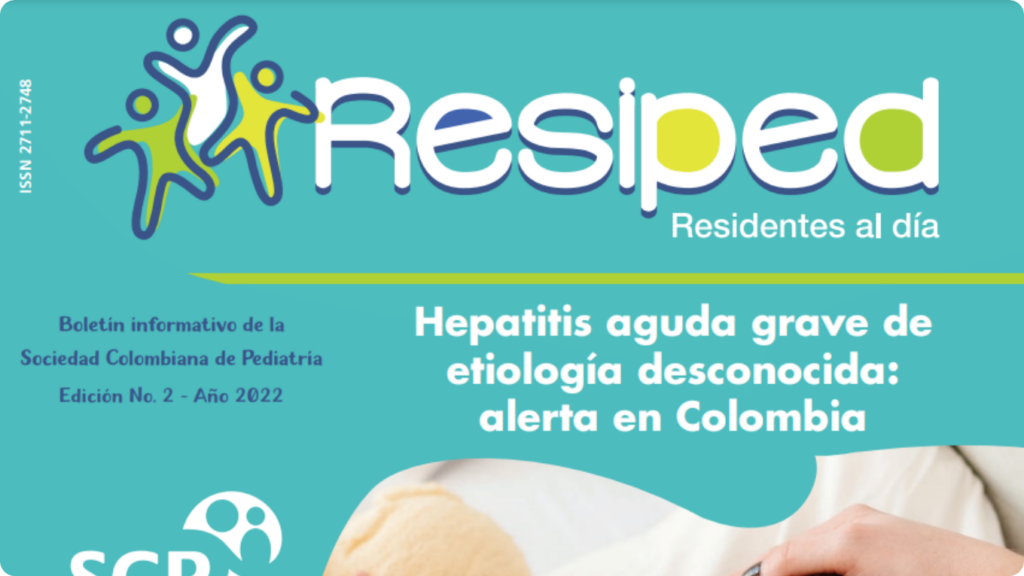 ISSN 2711-2748
Resiped
Residentes al día
Boletín informativo de la
Sociedad Colombiana de Pediatría
Edición No. 2 - Año 2022
Hepatitis aguda grave de
etiología desconocida:
alerta en Colombia
SCP